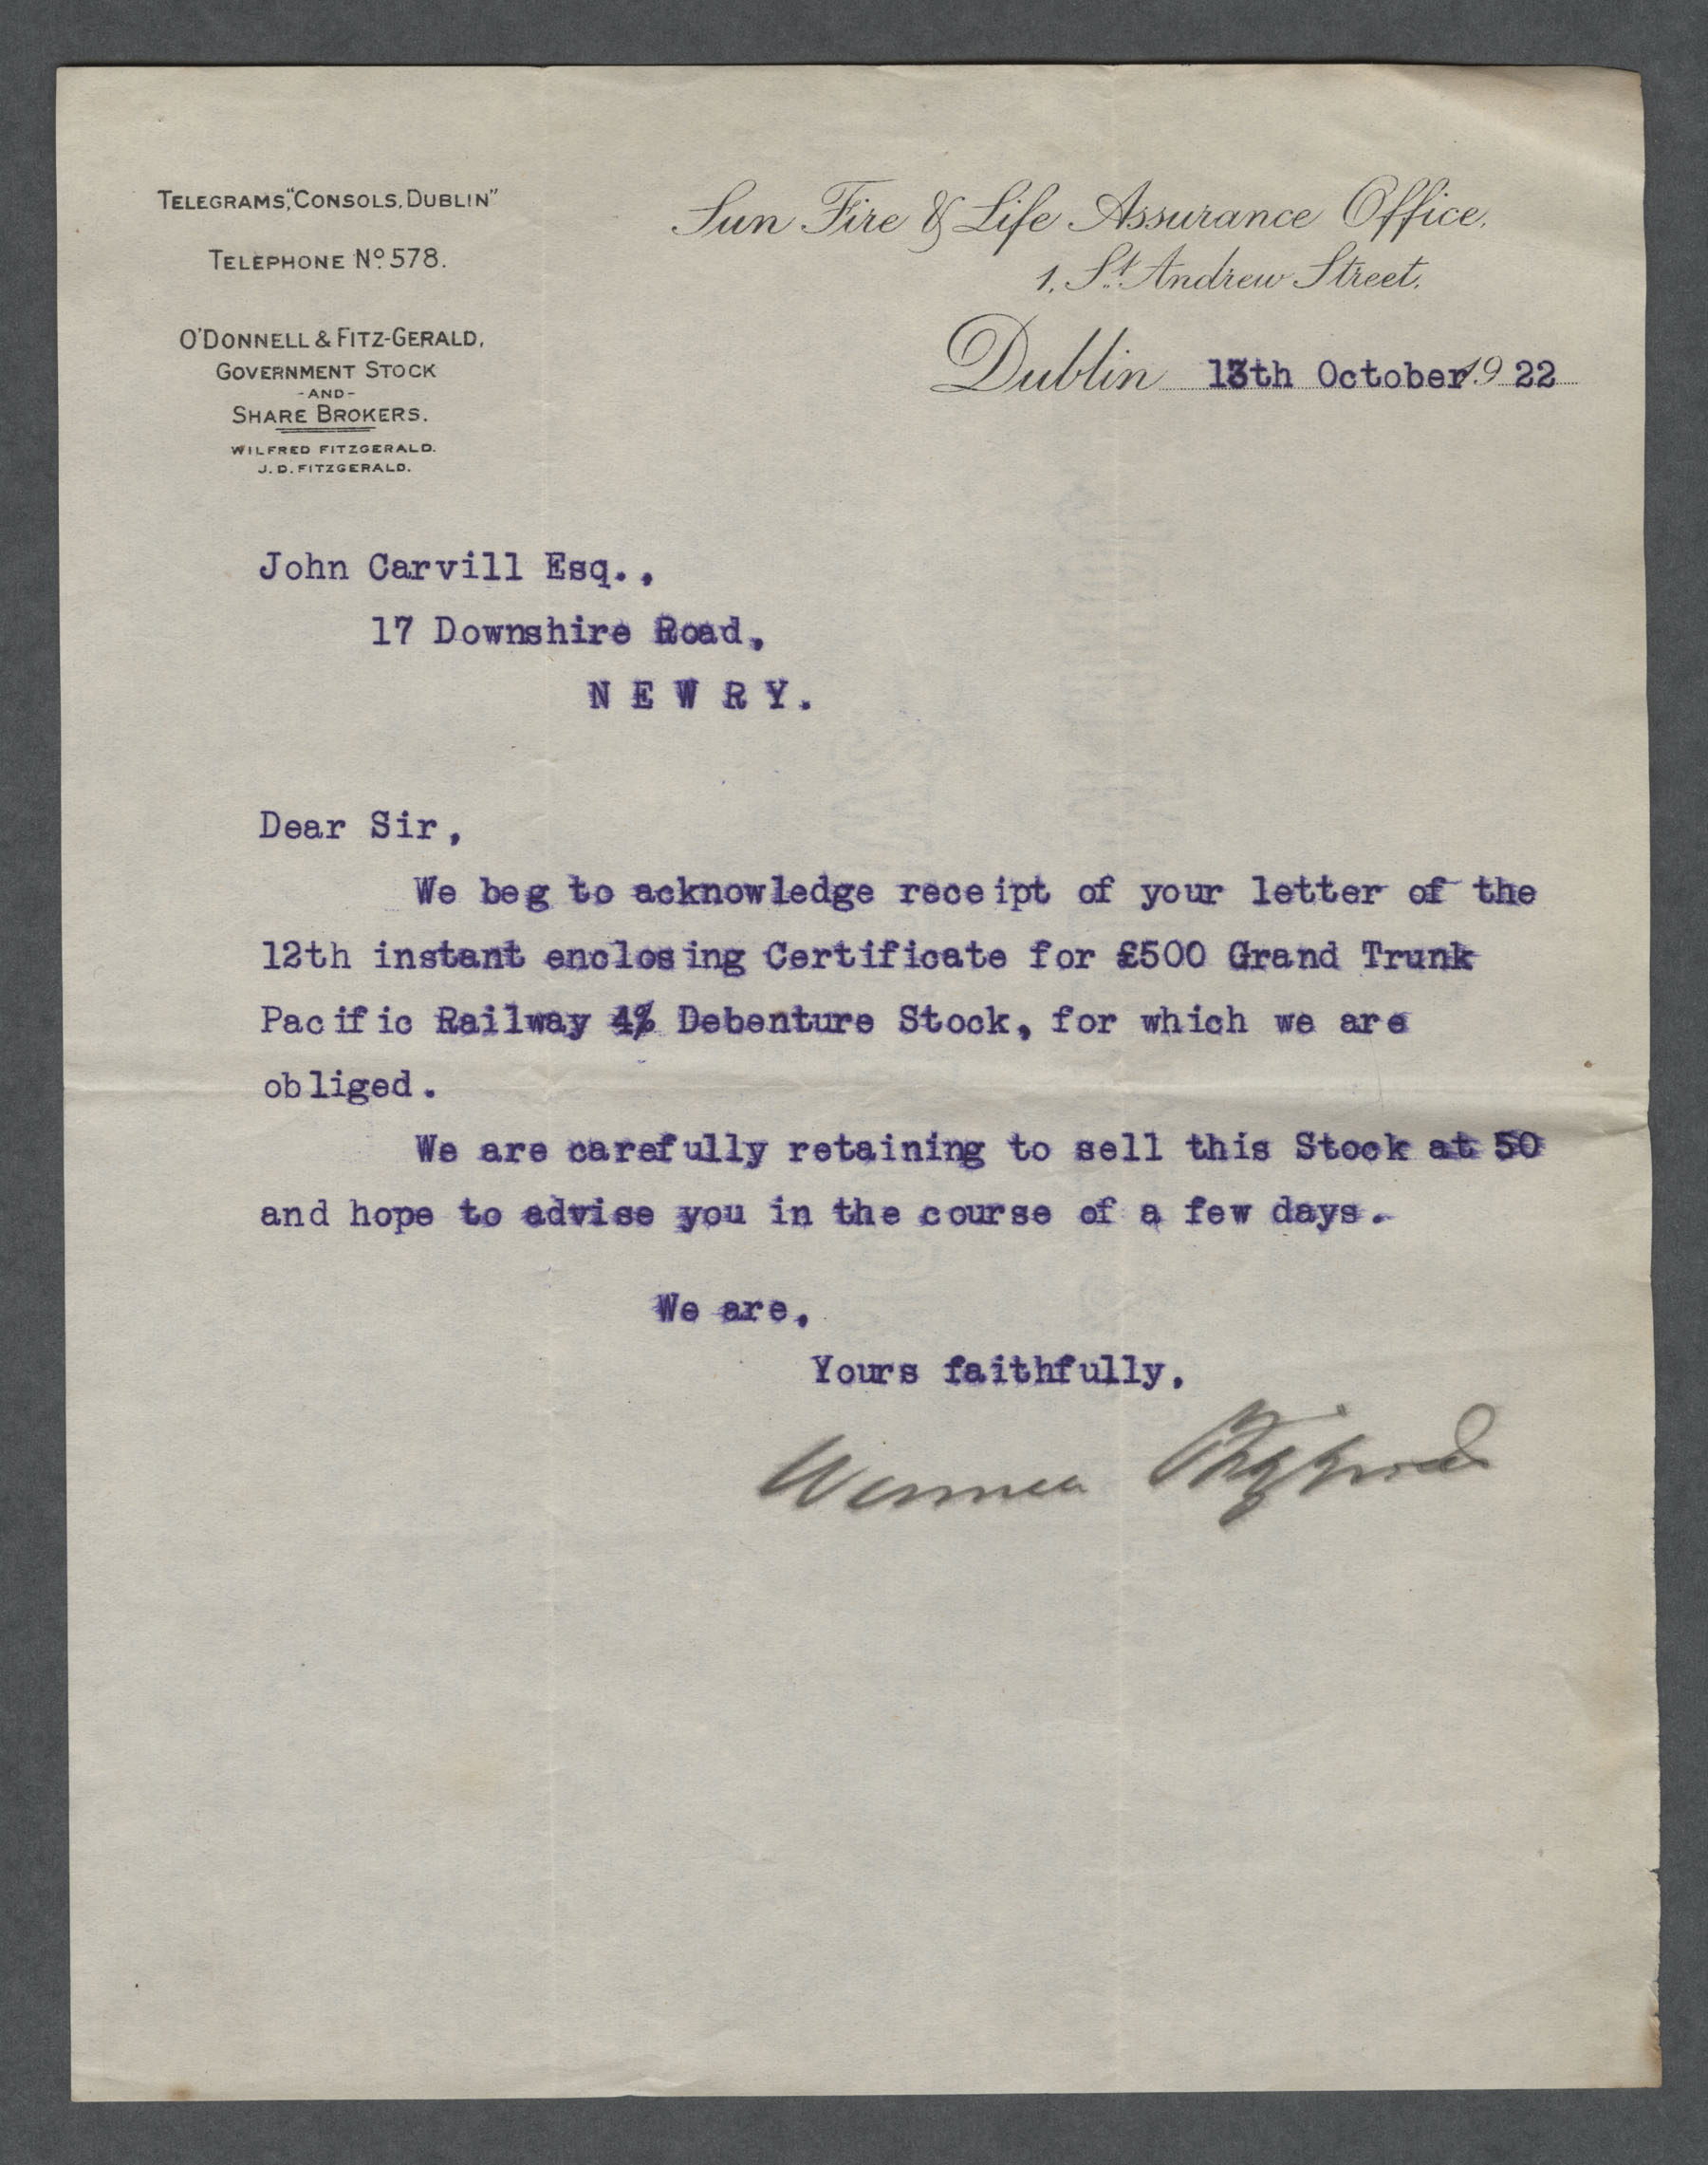 TELEGRAMS,"CONSOLS, DUBLIN"
TELEPHONE No. 578.
O'DONNELL & FITZ-GERALD,
GOVERNMENT STOCK
-AND-
SHARE BROKERS.
WILFRED FITZGERALD.
J. D. FITZGERALD.
Sun Fire & Life Assurance Office,
1, St. Andrew Street,
Dublin 13th October 1922
John Carvill Esq.,
17 Downshire Road,
NEWRY.
Dear Sir,
We beg to acknowledge receipt of your letter of the
12th instant enclosing Certificate for £500 Grand Trunk
Pacific Railway 4% Debenture Stock, for which we are
obliged.
We are carefully retaining to sell this Stock at 50
and hope to advise you in the course of a few days.
We are,
Yours faithfully,